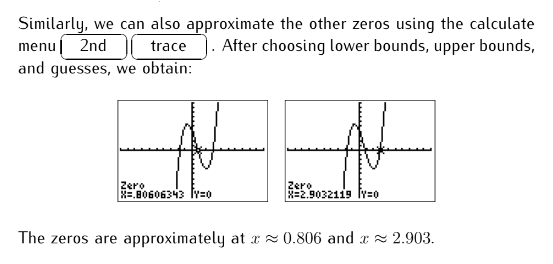 Similarly, we can also approximate the other zeros using the calculate
menu 2nd trace . After choosing lower bounds, upper bounds,
and guesses, we obtain:
Zero
X=.80606343 Y=0
Zero
X=2.9032119 Y=0
The zeros are approximately at x ≈ 0.806 and x ≈ 2.903.